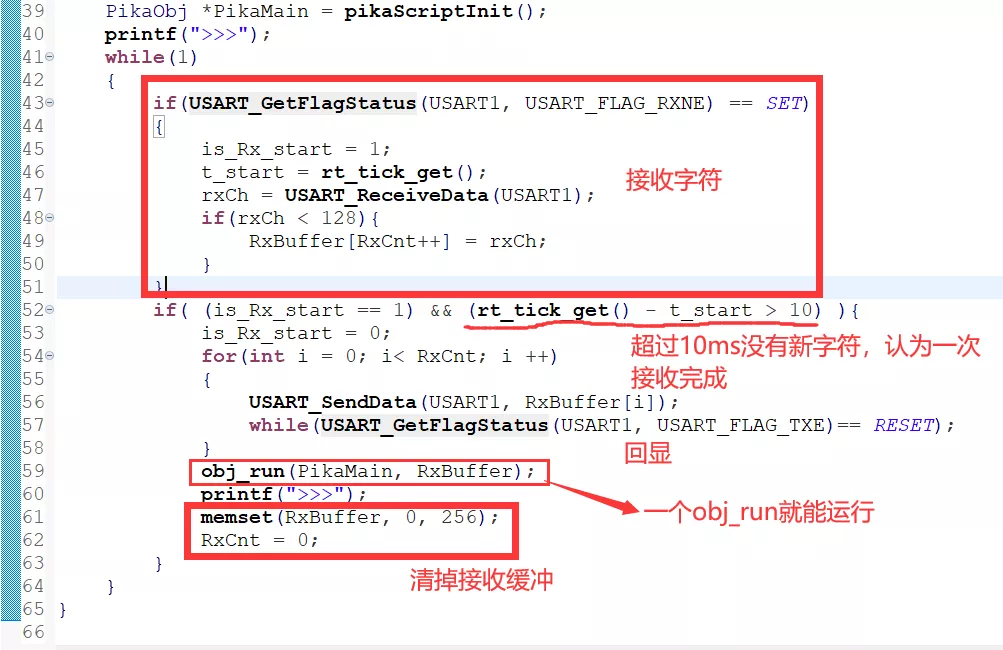 39 PikaObj *PikaMain = pikaScriptInit();
40 printf(">>>");
41 while(1)
42 {
43 if(USART_GetFlagStatus(USART1, USART_FLAG_RXNE) == SET)
44 {
45 is_Rx_start = 1;
46 t_start = rt_tick_get();
接收字符
47 rxCh = USART_ReceiveData(USART1);
48 if(rxCh < 128){
49 RxBuffer[RxCnt++] = rxCh;
50 }
51 }
52 if( (is_Rx_start == 1) && (rt_tick_get() - t_start > 10) ){
53 is_Rx_start = 0;
超过10ms没有新字符，认为一次
54 for(int i = 0; i< RxCnt; i ++)
接收完成
55 {
56 USART_SendData(USART1, RxBuffer[i]);
57 while(USART_GetFlagStatus(USART1, USART_FLAG_TXE)== RESET);
58 }
回显
59 obj_run(PikaMain, RxBuffer);
60 printf(">>>");
61 memset(RxBuffer, 0, 256);
一个obj_run就能运行
62 RxCnt = 0;
63 }
清掉接收缓冲
64 }
65 }
66